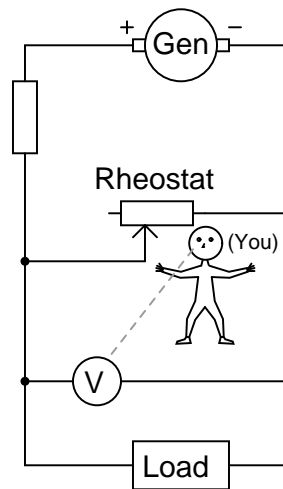 + Gen −
Rheostat
(You)
V
Load